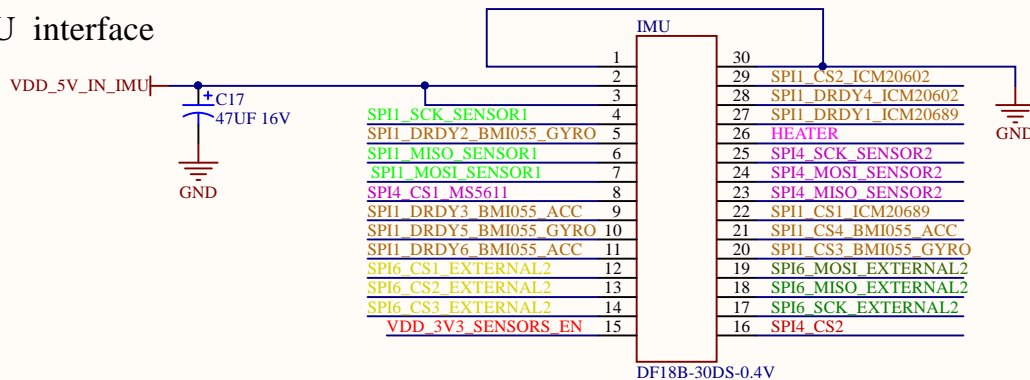 U interface
IMU
VDD_5V_IN_IMU
C17
47UF 16V
GND
1
2
3
SPI1_SCK_SENSOR1 4
SPI1_DRDY2_BMI055_GYRO 5
SPI1_MISO_SENSOR1 6
SPI1_MOSI_SENSOR1 7
SPI4_CS1_MS5611 8
SPI1_DRDY3_BMI055_ACC 9
SPI1_DRDY5_BMI055_GYRO 10
SPI1_DRDY6_BMI055_ACC 11
SPI6_CS1_EXTERNAL2 12
SPI6_CS2_EXTERNAL2 13
SPI6_CS3_EXTERNAL2 14
VDD_3V3_SENSORS_EN 15
30
29 SPI1_CS2_ICM20602
28 SPI1_DRDY4_ICM20602
27 SPI1_DRDY1_ICM20689
26 HEATER
25 SPI4_SCK_SENSOR2
24 SPI4_MOSI_SENSOR2
23 SPI4_MISO_SENSOR2
22 SPI1_CS1_ICM20689
21 SPI1_CS4_BMI055_ACC
20 SPI1_CS3_BMI055_GYRO
19 SPI6_MOSI_EXTERNAL2
18 SPI6_MISO_EXTERNAL2
17 SPI6_SCK_EXTERNAL2
16 SPI4_CS2
GND
DF18B-30DS-0.4V